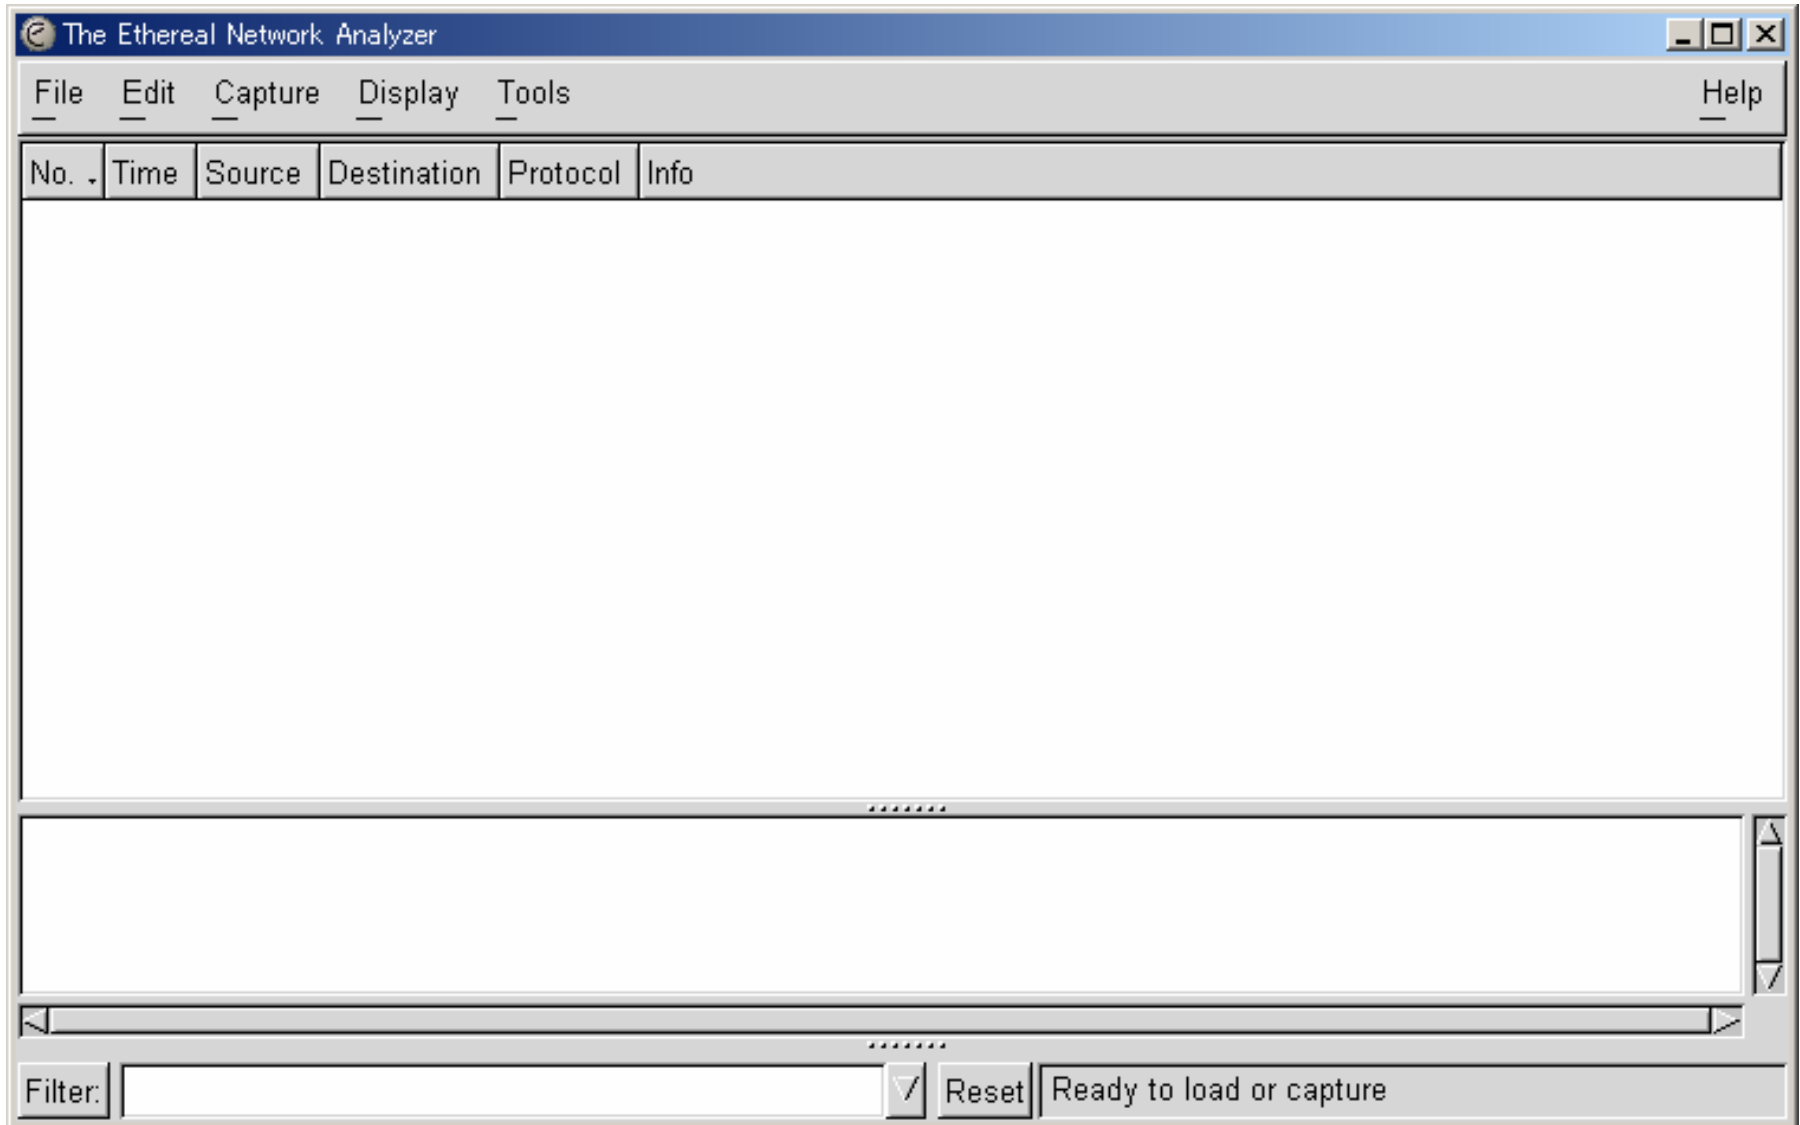 The Ethereal Network Analyzer
File Edit Capture Display Tools Help
No. Time Source Destination Protocol Info
Filter: Reset Ready to load or capture